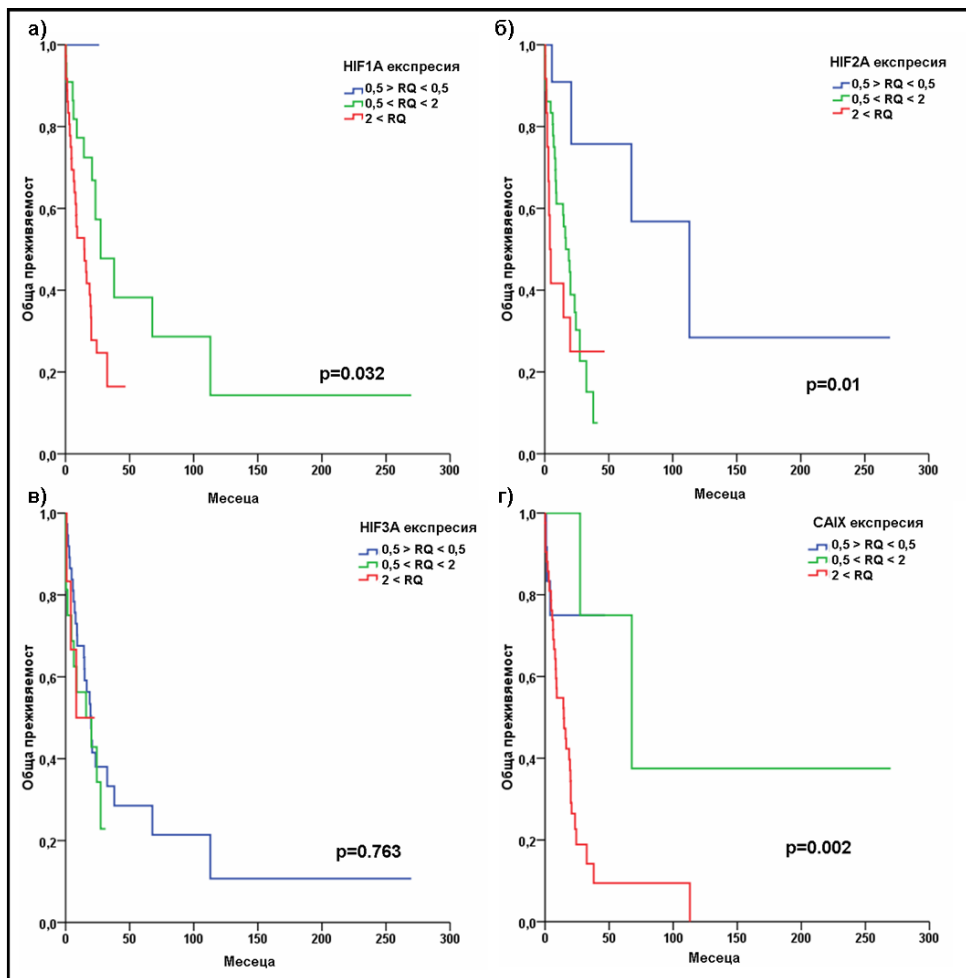 а)
HIF1A експресия
0,5 > RQ < 0,5
0,5 < RQ < 2
2 < RQ
Обща преживяемост
1,0
0,8
0,6
0,4
0,2
0,0
p=0.032
0 50 100 150 200 250 300
Месеца
б)
HIF2A експресия
0,5 > RQ < 0,5
0,5 < RQ < 2
2 < RQ
Обща преживяемост
1,0
0,8
0,6
0,4
0,2
0,0
p=0.01
0 50 100 150 200 250 300
Месеца
в)
HIF3A експресия
0,5 > RQ < 0,5
0,5 < RQ < 2
2 < RQ
Обща преживяемост
1,0
0,8
0,6
0,4
0,2
0,0
p=0.763
0 50 100 150 200 250 300
Месеца
г)
CAIX експресия
0,5 > RQ < 0,5
0,5 < RQ < 2
2 < RQ
Обща преживяемост
1,0
0,8
0,6
0,4
0,2
0,0
p=0.002
0 50 100 150 200 250 300
Месеца